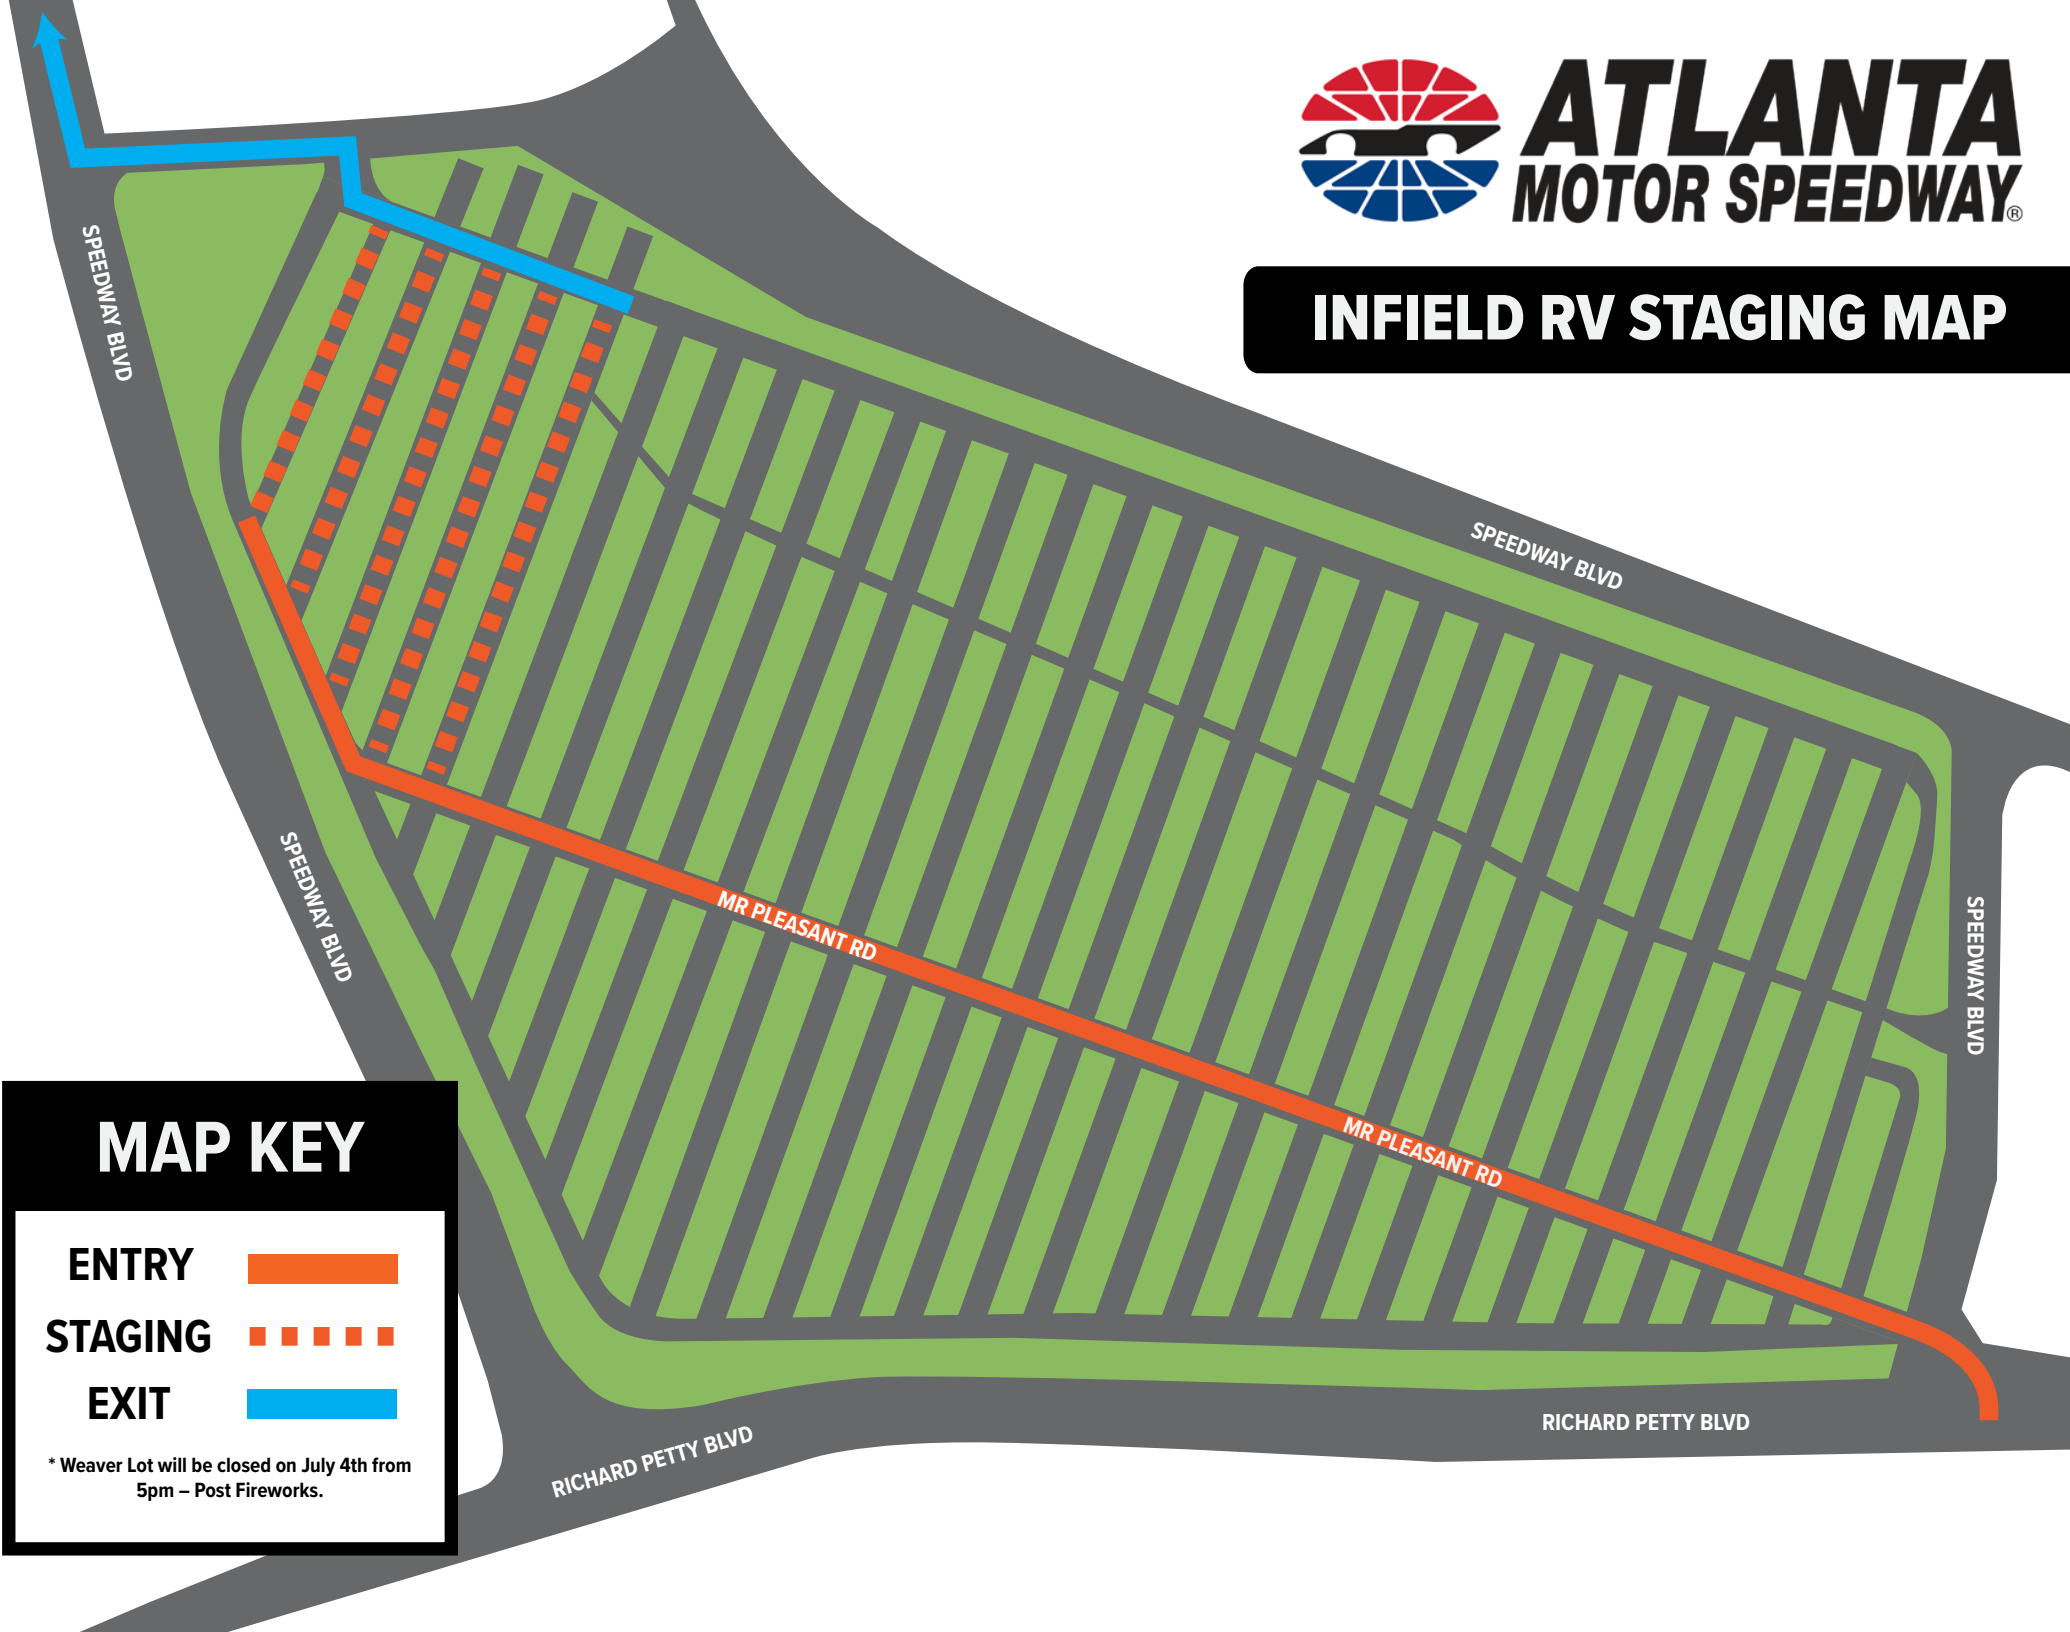 ATLANTA
MOTOR SPEEDWAY®
INFIELD RV STAGING MAP
SPEEDWAY BLVD
SPEEDWAY BLVD
SPEEDWAY BLVD
SPEEDWAY BLVD
MR PLEASANT RD
MR PLEASANT RD
RICHARD PETTY BLVD
RICHARD PETTY BLVD
MAP KEY
ENTRY
STAGING
EXIT
* Weaver Lot will be closed on July 4th from
5pm – Post Fireworks.